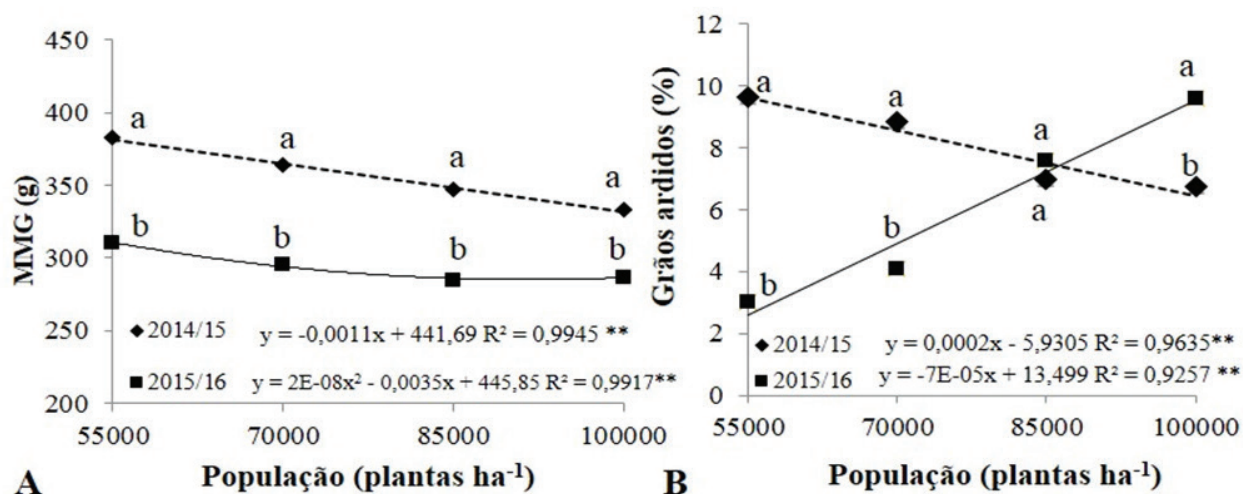 MMG (g)
450
400
350
300
250
200
a
a
a
a
b
b
b
b
2014/15 y = -0,0011x + 441,69 R² = 0,9945 **
2015/16 y = 2E-08x² - 0,0035x + 445,85 R² = 0,9917**
55000 70000 85000 100000
População (plantas ha⁻¹)
A
Grãos ardidos (%)
12
10
8
6
4
2
0
a
a
a
b
b
b
a
a
2014/15 y = 0,0002x - 5,9305 R² = 0,9635**
2015/16 y = -7E-05x + 13,499 R² = 0,9257 **
55000 70000 85000 100000
População (plantas ha⁻¹)
B